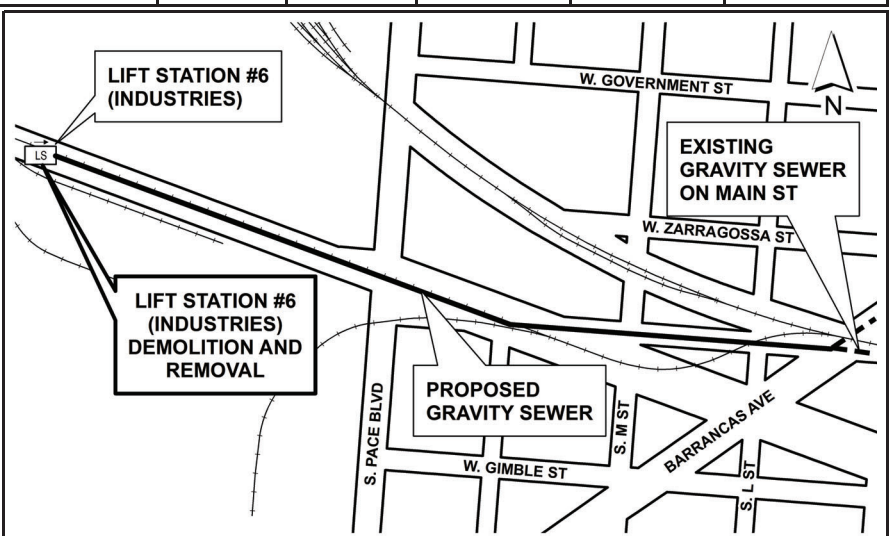 LIFT STATION #6
(INDUSTRIES)
W. GOVERNMENT ST
N
LS
EXISTING
GRAVITY SEWER
ON MAIN ST
W. ZARRAGOSSA ST
LIFT STATION #6
(INDUSTRIES)
DEMOLITION AND
REMOVAL
PROPOSED
GRAVITY SEWER
S. PACE BLVD
S. M ST
BARRANCAS AVE
W. GIMBLE ST
S. L ST